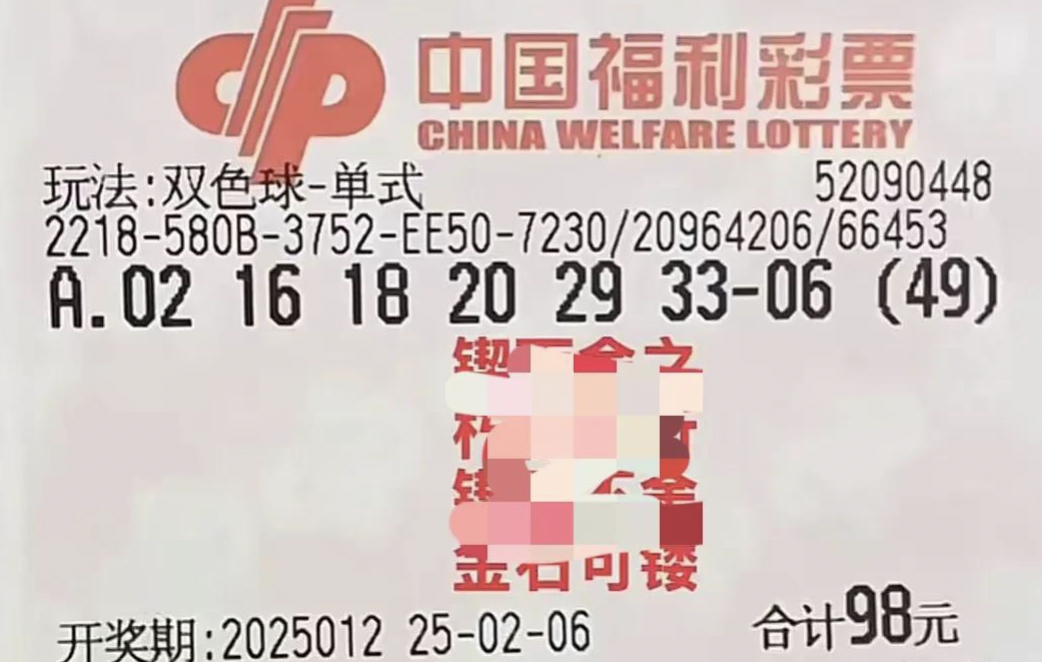 中国福利彩票
CHINA WELFARE LOTTERY
玩法:双色球-单式 52090448
2218-580B-3752-EE50-7230/20964206/66453
A.02 16 18 20 29 33-06 (49)
金石可镂
开奖期:2025012 25-02-06 合计98元